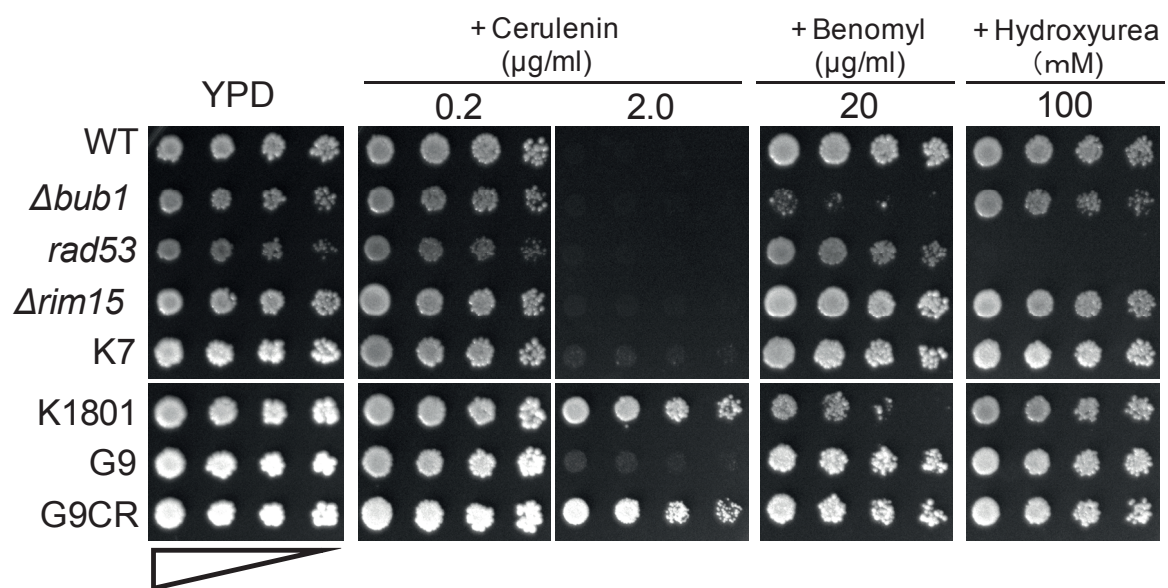 + Cerulenin
(µg/ml)
+ Benomyl
(µg/ml)
+ Hydroxyurea
(mM)
YPD
0.2
2.0
20
100
WT
Δbub1
rad53
Δrim15
K7
K1801
G9
G9CR